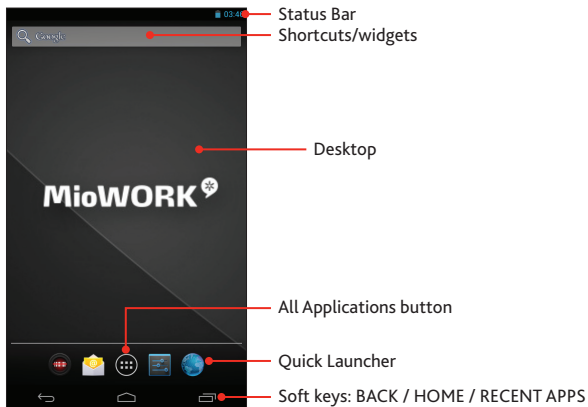 03:46
Status Bar
Google
Shortcuts/widgets
Desktop
MioWORK
All Applications button
Quick Launcher
Soft keys: BACK / HOME / RECENT APPS